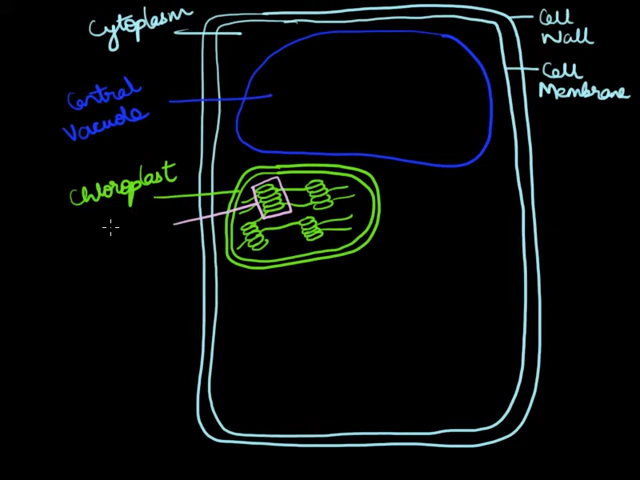 Cytoplasm
Cell
Wall
Cell
Membrane
Central
Vacuole
Chloroplast